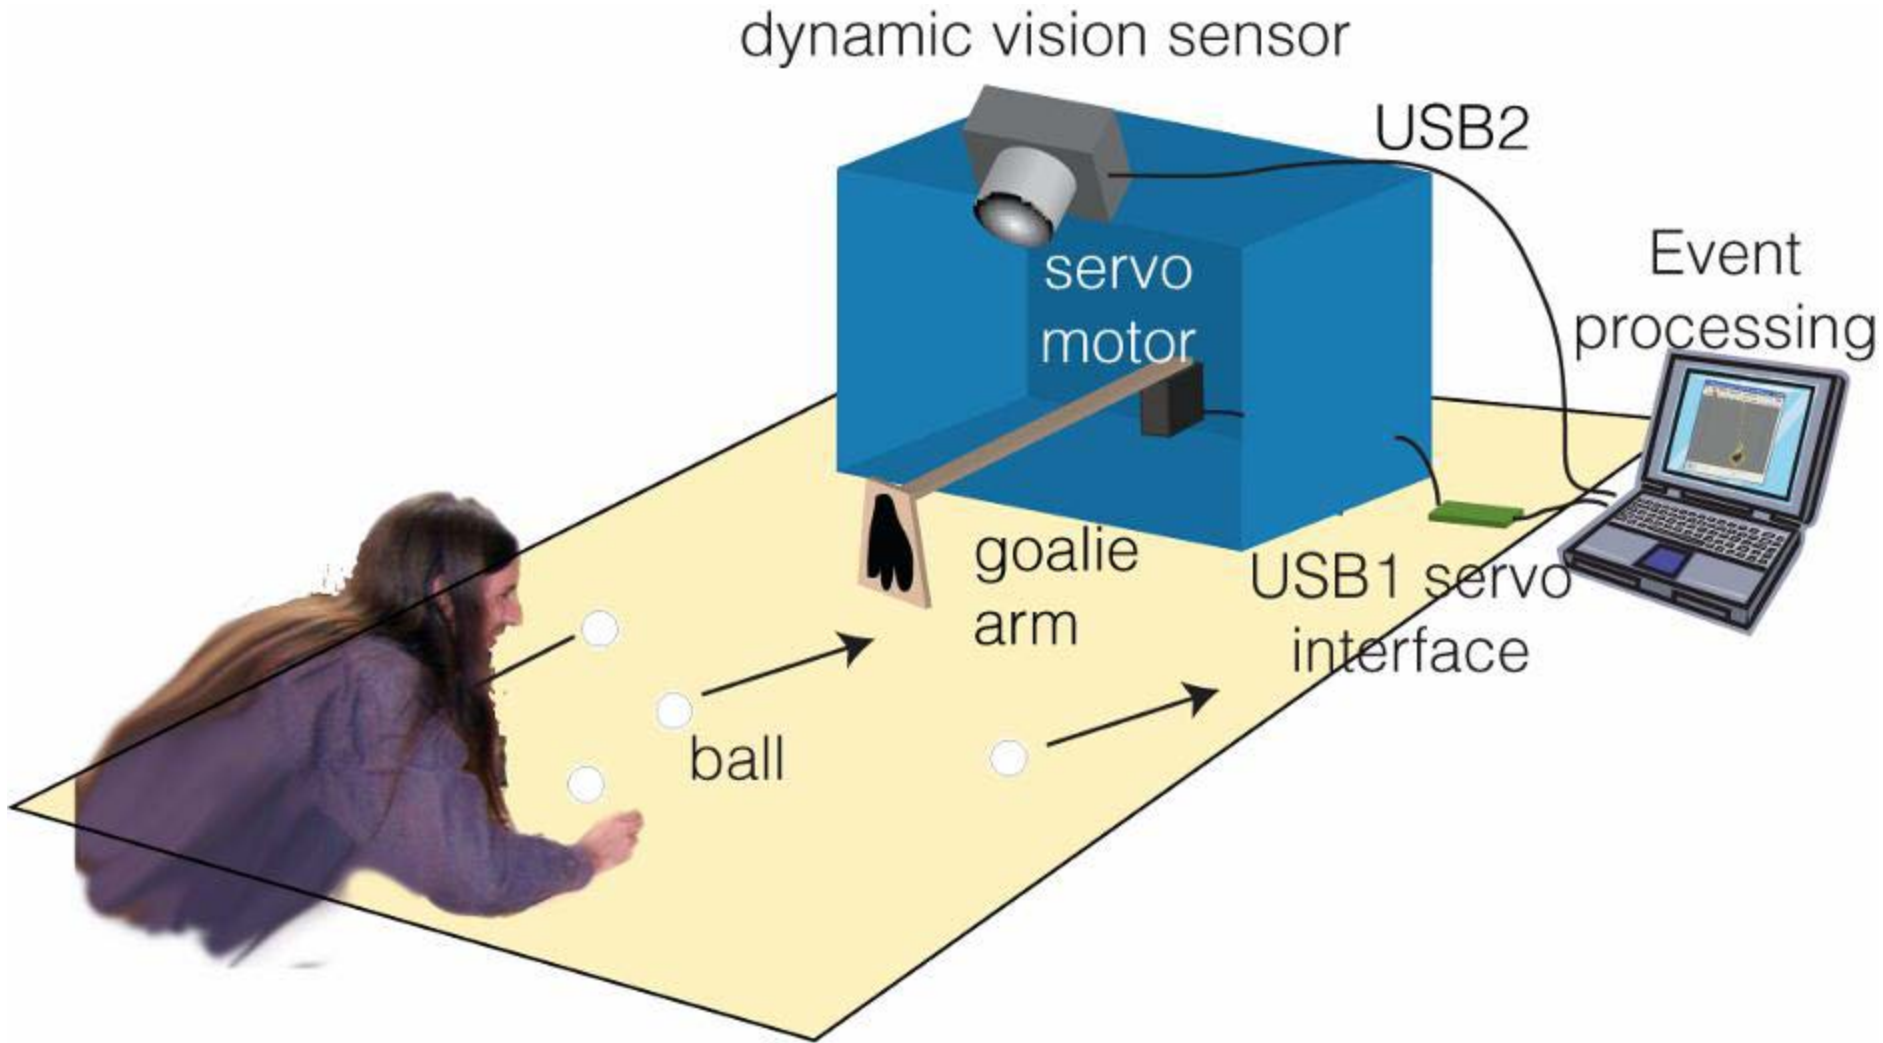 dynamic vision sensor
USB2
servo
motor
Event
processing
goalie
arm
USB1 servo
interface
ball